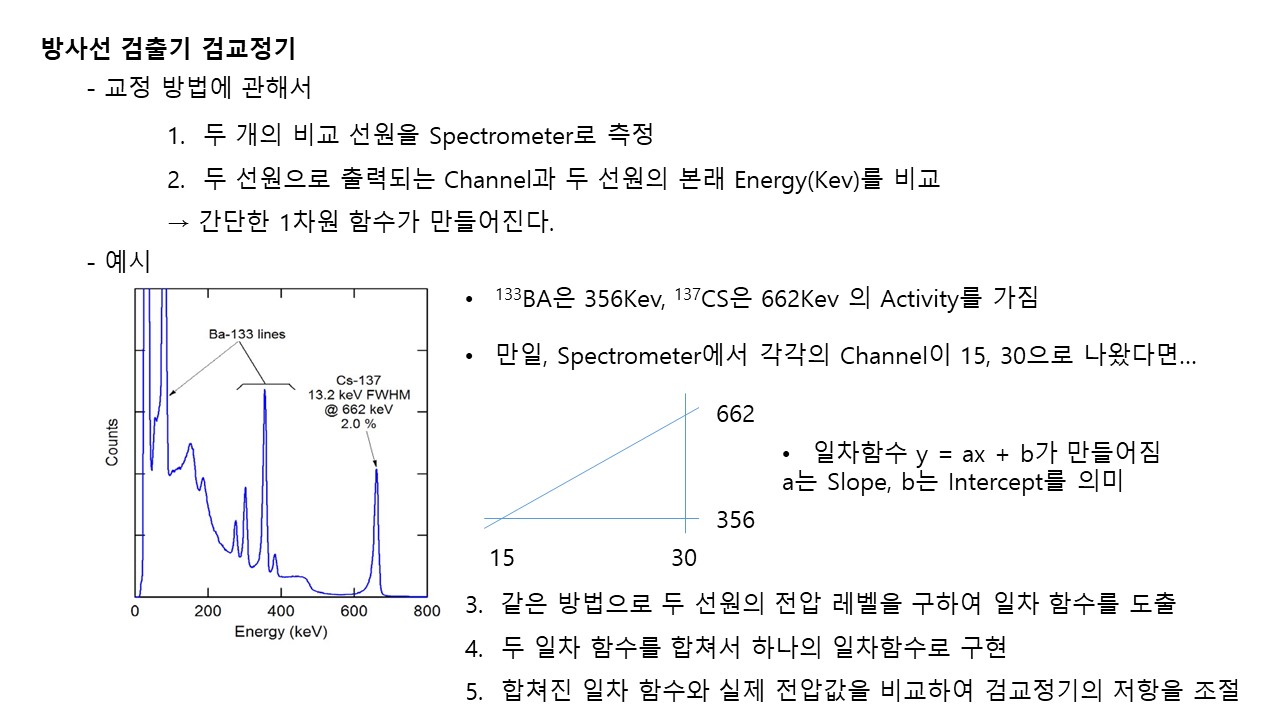 방사선 검출기 검교정기
- 교정 방법에 관해서
1. 두 개의 비교 선원을 Spectrometer로 측정
2. 두 선원으로 출력되는 Channel과 두 선원의 본래 Energy(Kev)를 비교
→ 간단한 1차원 함수가 만들어진다.
- 예시
Ba-133 lines
Cs-137
13.2 keV FWHM
@ 662 keV
2.0 %
Counts
0 200 400 600 800
Energy (keV)
• ¹³³BA은 356Kev, ¹³⁷CS은 662Kev 의 Activity를 가짐
• 만일, Spectrometer에서 각각의 Channel이 15, 30으로 나왔다면...
662
356
15 30
• 일차함수 y = ax + b가 만들어짐
a는 Slope, b는 Intercept를 의미
3. 같은 방법으로 두 선원의 전압 레벨을 구하여 일차 함수를 도출
4. 두 일차 함수를 합쳐서 하나의 일차함수로 구현
5. 합쳐진 일차 함수와 실제 전압값을 비교하여 검교정기의 저항을 조절